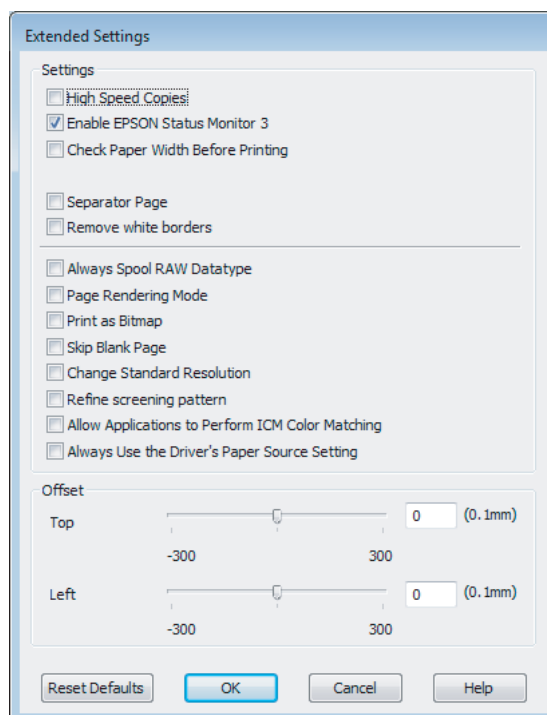 Extended Settings
Settings
High Speed Copies
Enable EPSON Status Monitor 3
Check Paper Width Before Printing
Separator Page
Remove white borders
Always Spool RAW Datatype
Page Rendering Mode
Print as Bitmap
Skip Blank Page
Change Standard Resolution
Refine screening pattern
Allow Applications to Perform ICM Color Matching
Always Use the Driver's Paper Source Setting
Offset
Top 0 (0.1mm)
-300 300
Left 0 (0.1mm)
-300 300
Reset Defaults OK Cancel Help